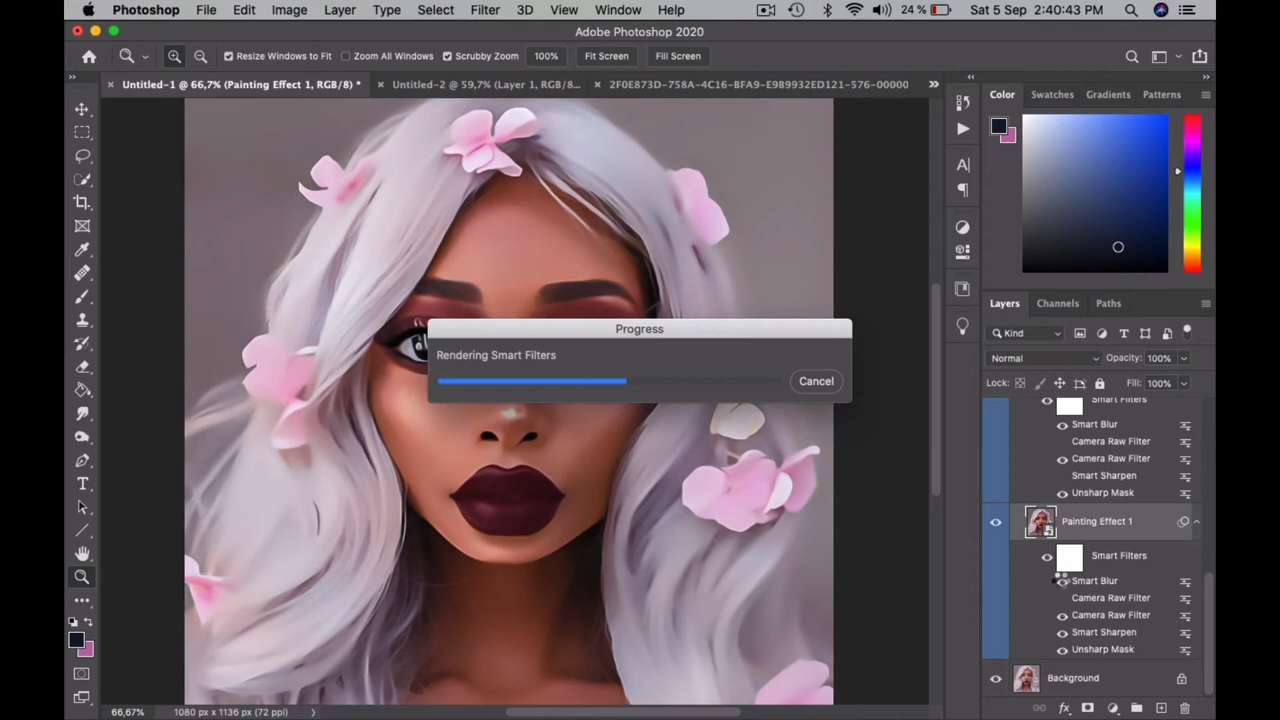 Photoshop File Edit Image Layer Type Select Filter 3D View Window Help 24 % Sat 5 Sep 2:40:43 PM
Adobe Photoshop 2020
Resize Windows to Fit Zoom All Windows Scrubby Zoom 100% Fit Screen Fill Screen
Untitled-1 @ 66,7% (Painting Effect 1, RGB/8) * Untitled-2 @ 59,7% (Layer 1, RGB/8... 2F0E873D-758A-4C16-BFA9-E9B9932ED121-576-00000
Color Swatches Gradients Patterns
Progress
Rendering Smart Filters
Cancel
Layers Channels Paths
Kind
Normal Opacity: 100%
Lock: Fill: 100%
Smart Filters
Smart Blur
Camera Raw Filter
Camera Raw Filter
Smart Sharpen
Unsharp Mask
Painting Effect 1
Smart Filters
Smart Blur
Camera Raw Filter
Camera Raw Filter
Smart Sharpen
Unsharp Mask
Background
66,67% 1080 px x 1136 px (72 ppi)